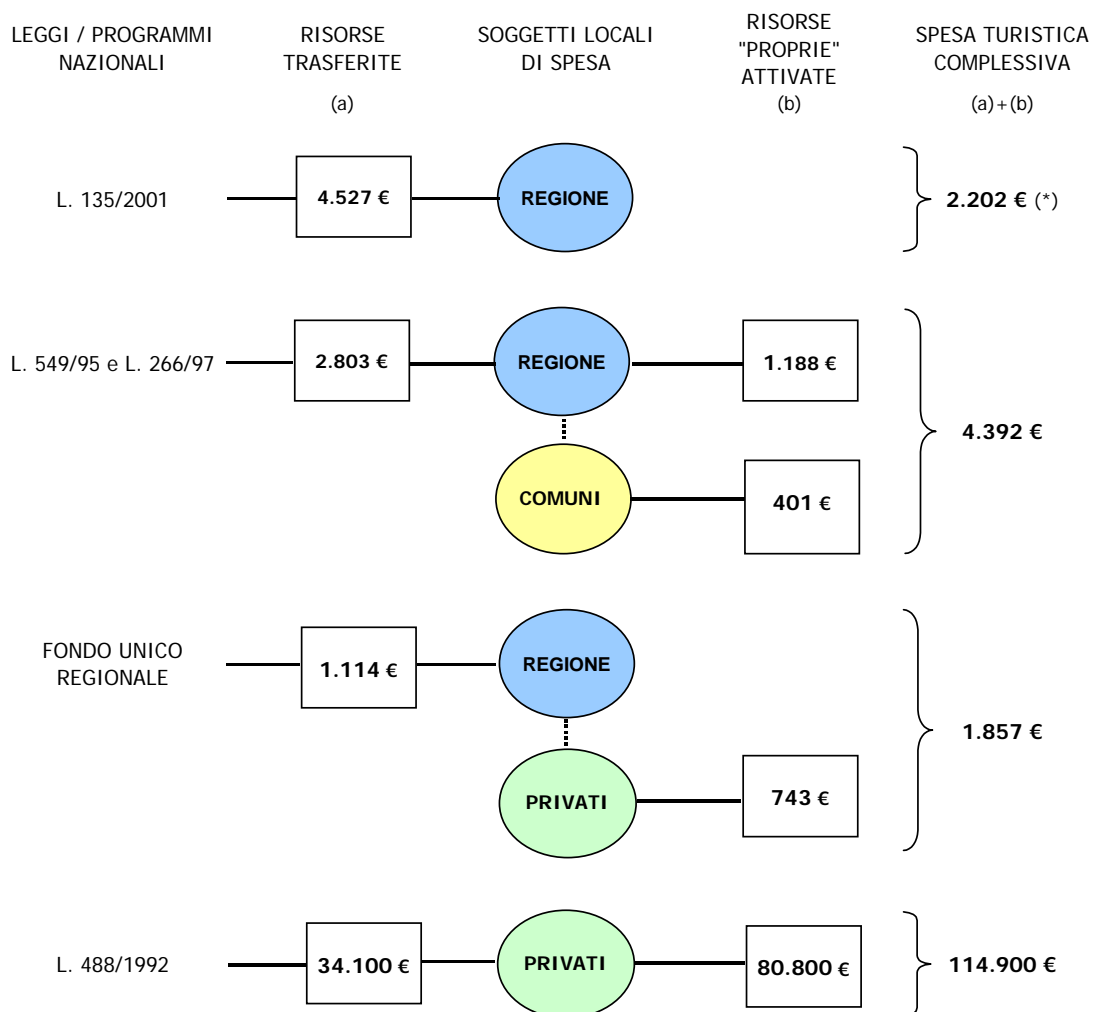 LEGGI / PROGRAMMI
NAZIONALI
RISORSE
TRASFERITE
(a)
SOGGETTI LOCALI
DI SPESA
RISORSE
"PROPRIE"
ATTIVATE
(b)
SPESA TURISTICA
COMPLESSIVA
(a)+(b)
L. 135/2001
4.527 €
REGIONE
2.202 € (*)
L. 549/95 e L. 266/97
2.803 €
REGIONE
1.188 €
COMUNI
401 €
4.392 €
FONDO UNICO
REGIONALE
1.114 €
REGIONE
PRIVATI
743 €
1.857 €
L. 488/1992
34.100 €
PRIVATI
80.800 €
114.900 €